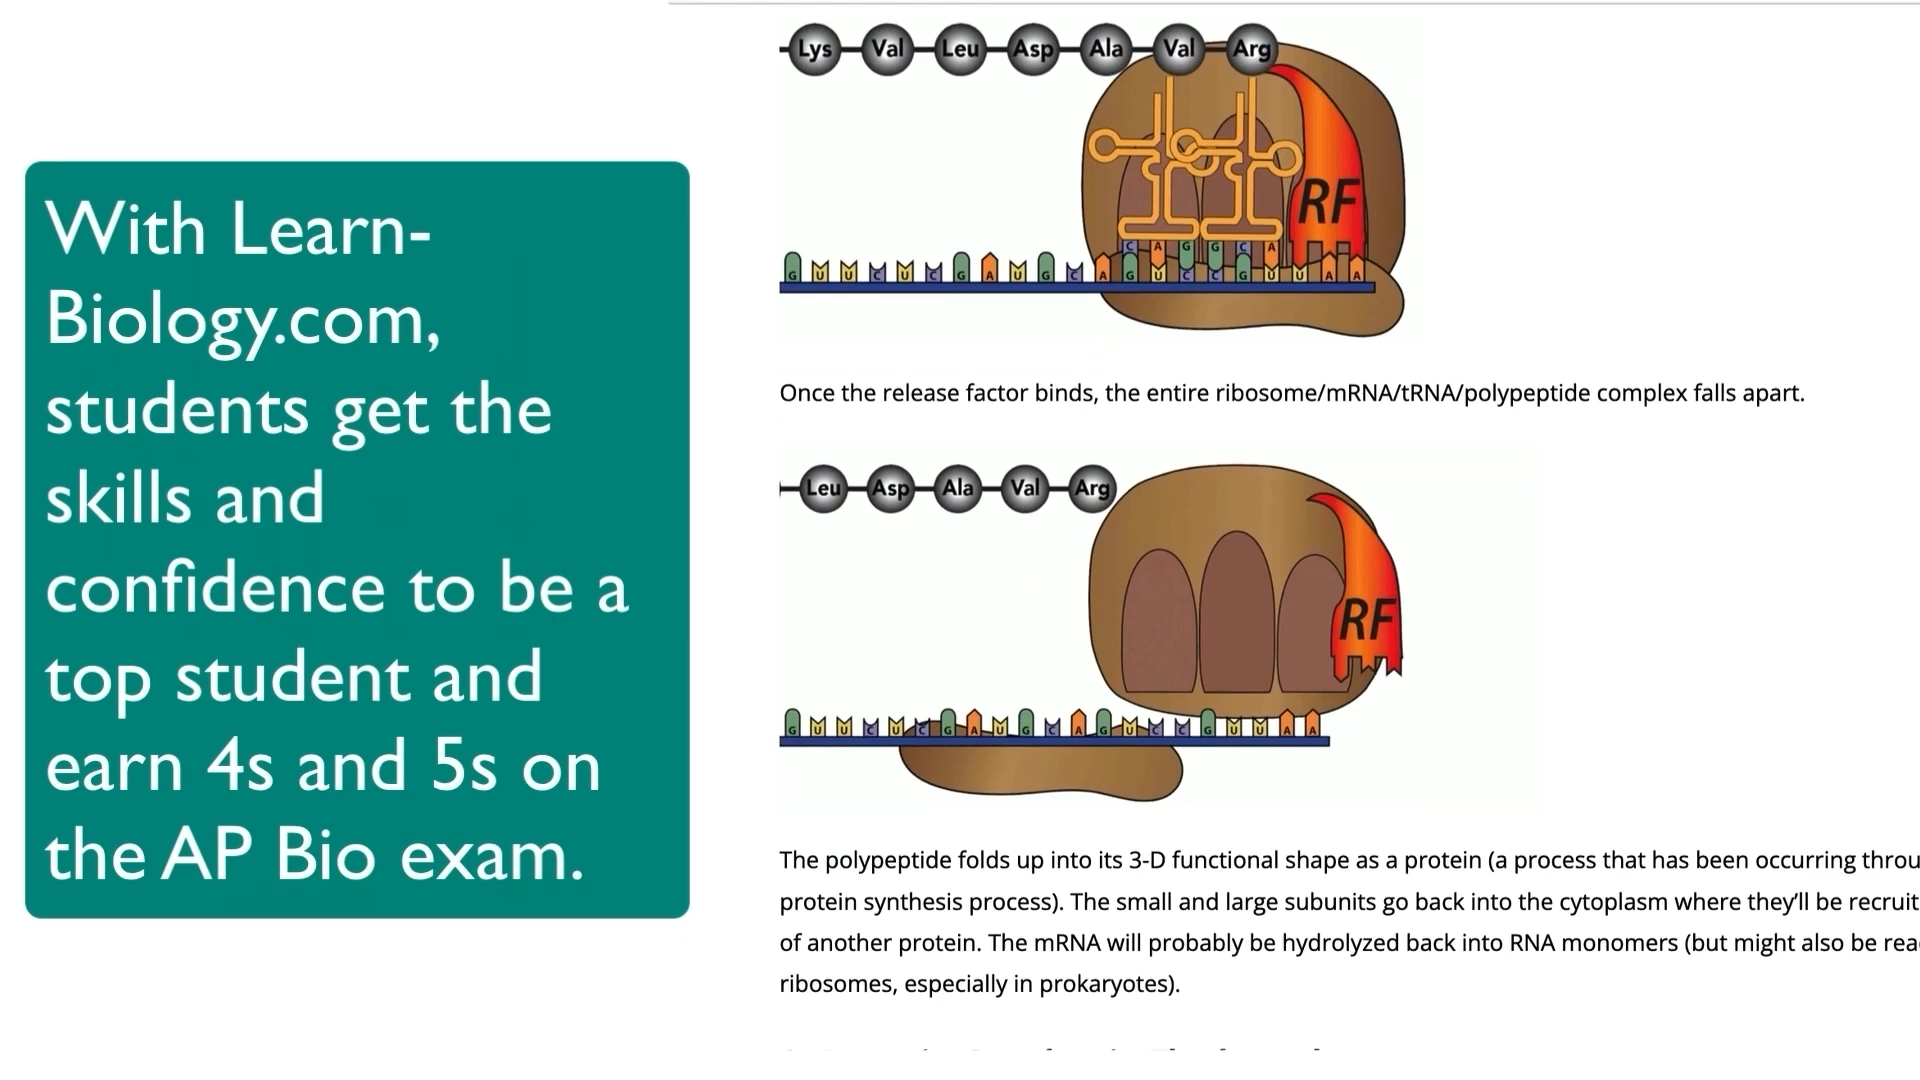 With Learn-
Biology.com,
students get the
skills and
confidence to be a
top student and
earn 4s and 5s on
the AP Bio exam.
Lys Val Leu Asp Ala Val Arg
RF
C A G G C A
G U U C U C G A U G C A G U C C G U U A A
Once the release factor binds, the entire ribosome/mRNA/tRNA/polypeptide complex falls apart.
Leu Asp Ala Val Arg
RF
G U U C U C G A U G C A G U C C G U U A A
The polypeptide folds up into its 3-D functional shape as a protein (a process that has been occurring throu
protein synthesis process). The small and large subunits go back into the cytoplasm where they'll be recruit
of another protein. The mRNA will probably be hydrolyzed back into RNA monomers (but might also be rea
ribosomes, especially in prokaryotes).